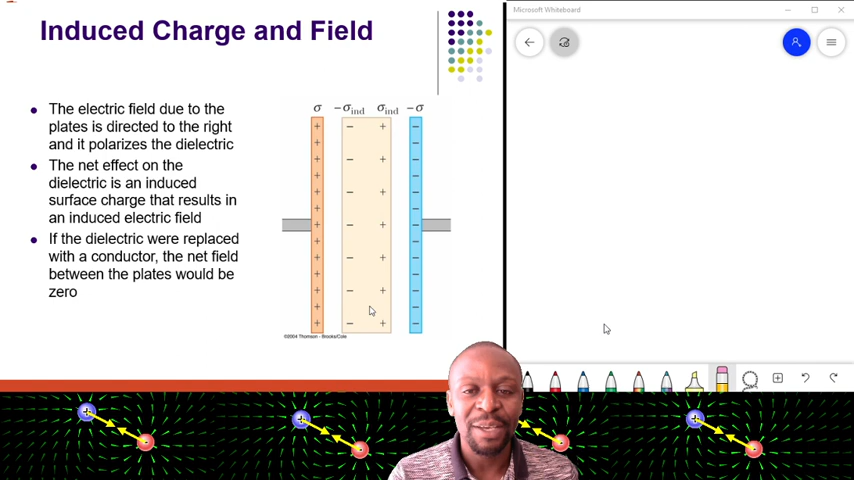 Induced Charge and Field
Microsoft Whiteboard
The electric field due to the
plates is directed to the right
and it polarizes the dielectric
The net effect on the
dielectric is an induced
surface charge that results in
an induced electric field
If the dielectric were replaced
with a conductor, the net field
between the plates would be
zero
σ −σind σind −σ
©2004 Thomson - Brooks/Cole